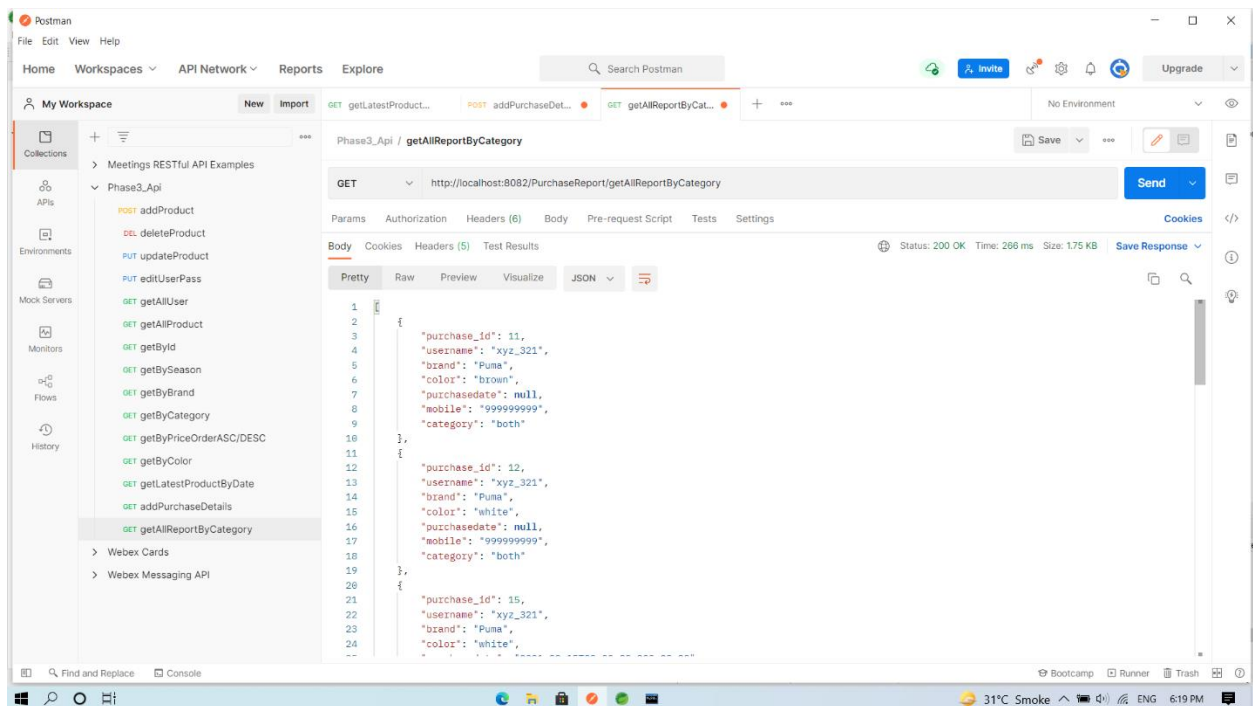 Postman
File Edit View Help
Home Workspaces API Network Reports Explore
Search Postman
Invite
Upgrade
My Workspace
New Import
GET getLatestProduct...
POST addPurchaseDet...
GET getAllReportByCat...
No Environment
Collections
APIs
Environments
Mock Servers
Monitors
Flows
History
Meetings RESTful API Examples
Phase3_Api
POST addProduct
DEL deleteProduct
PUT updateProduct
PUT editUserPass
GET getAllUser
GET getAllProduct
GET getById
GET getBySeason
GET getByBrand
GET getByCategory
GET getByPriceOrderASC/DESC
GET getByColor
GET getLatestProductByDate
GET addPurchaseDetails
GET getAllReportByCategory
Webex Cards
Webex Messaging API
Phase3_Api / getAllReportByCategory
Save
GET http://localhost:8082/PurchaseReport/getAllReportByCategory
Send
Params Authorization Headers (6) Body Pre-request Script Tests Settings
Cookies
Body Cookies Headers (5) Test Results
Status: 200 OK Time: 266 ms Size: 1.75 KB Save Response
Pretty Raw Preview Visualize JSON
1 [
2 {
3 "purchase_id": 11,
4 "username": "xyz_321",
5 "brand": "Puma",
6 "color": "brown",
7 "purchasedate": null,
8 "mobile": "999999999",
9 "category": "both"
10 },
11 {
12 "purchase_id": 12,
13 "username": "xyz_321",
14 "brand": "Puma",
15 "color": "white",
16 "purchasedate": null,
17 "mobile": "999999999",
18 "category": "both"
19 },
20 {
21 "purchase_id": 15,
22 "username": "xyz_321",
23 "brand": "Puma",
24 "color": "white",
Find and Replace Console
Bootcamp Runner Trash
31°C Smoke ENG 6:19 PM